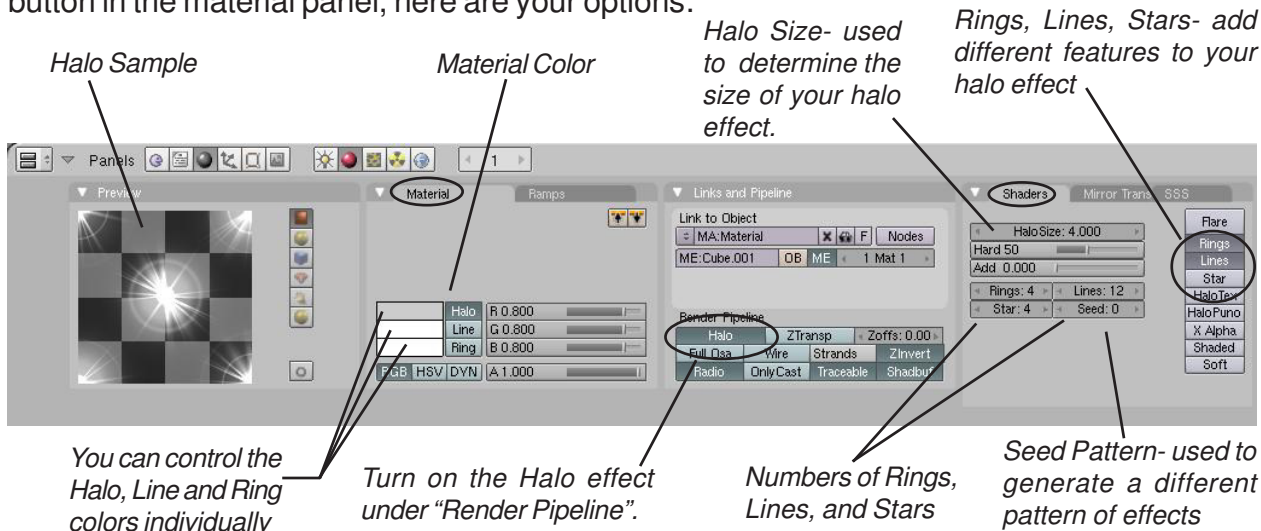 button in the material panel, here are your options:
Halo Sample
Material Color
Halo Size- used
to determine the
size of your halo
effect.
Rings, Lines, Stars- add
different features to your
halo effect
Panels
1
Preview
Material
Ramps
Halo
Line
Ring
R 0.800
G 0.800
B 0.800
RGB HSV DYN A 1.000
Links and Pipeline
Link to Object
MA:Material X F Nodes
ME:Cube.001 OB ME 1 Mat 1
Render Pipeline
Halo ZTransp Zoffs: 0.00
Full Osa Wire Strands ZInvert
Radio OnlyCast Traceable Shadbuf
Shaders Mirror Trans SSS
HaloSize: 4.000
Hard 50
Add 0.000
Rings: 4 Lines: 12
Star: 4 Seed: 0
Flare
Rings
Lines
Star
HaloTex
HaloPuno
X Alpha
Shaded
Soft
You can control the
Halo, Line and Ring
colors individually
Turn on the Halo effect
under “Render Pipeline”.
Numbers of Rings,
Lines, and Stars
Seed Pattern- used to
generate a different
pattern of effects